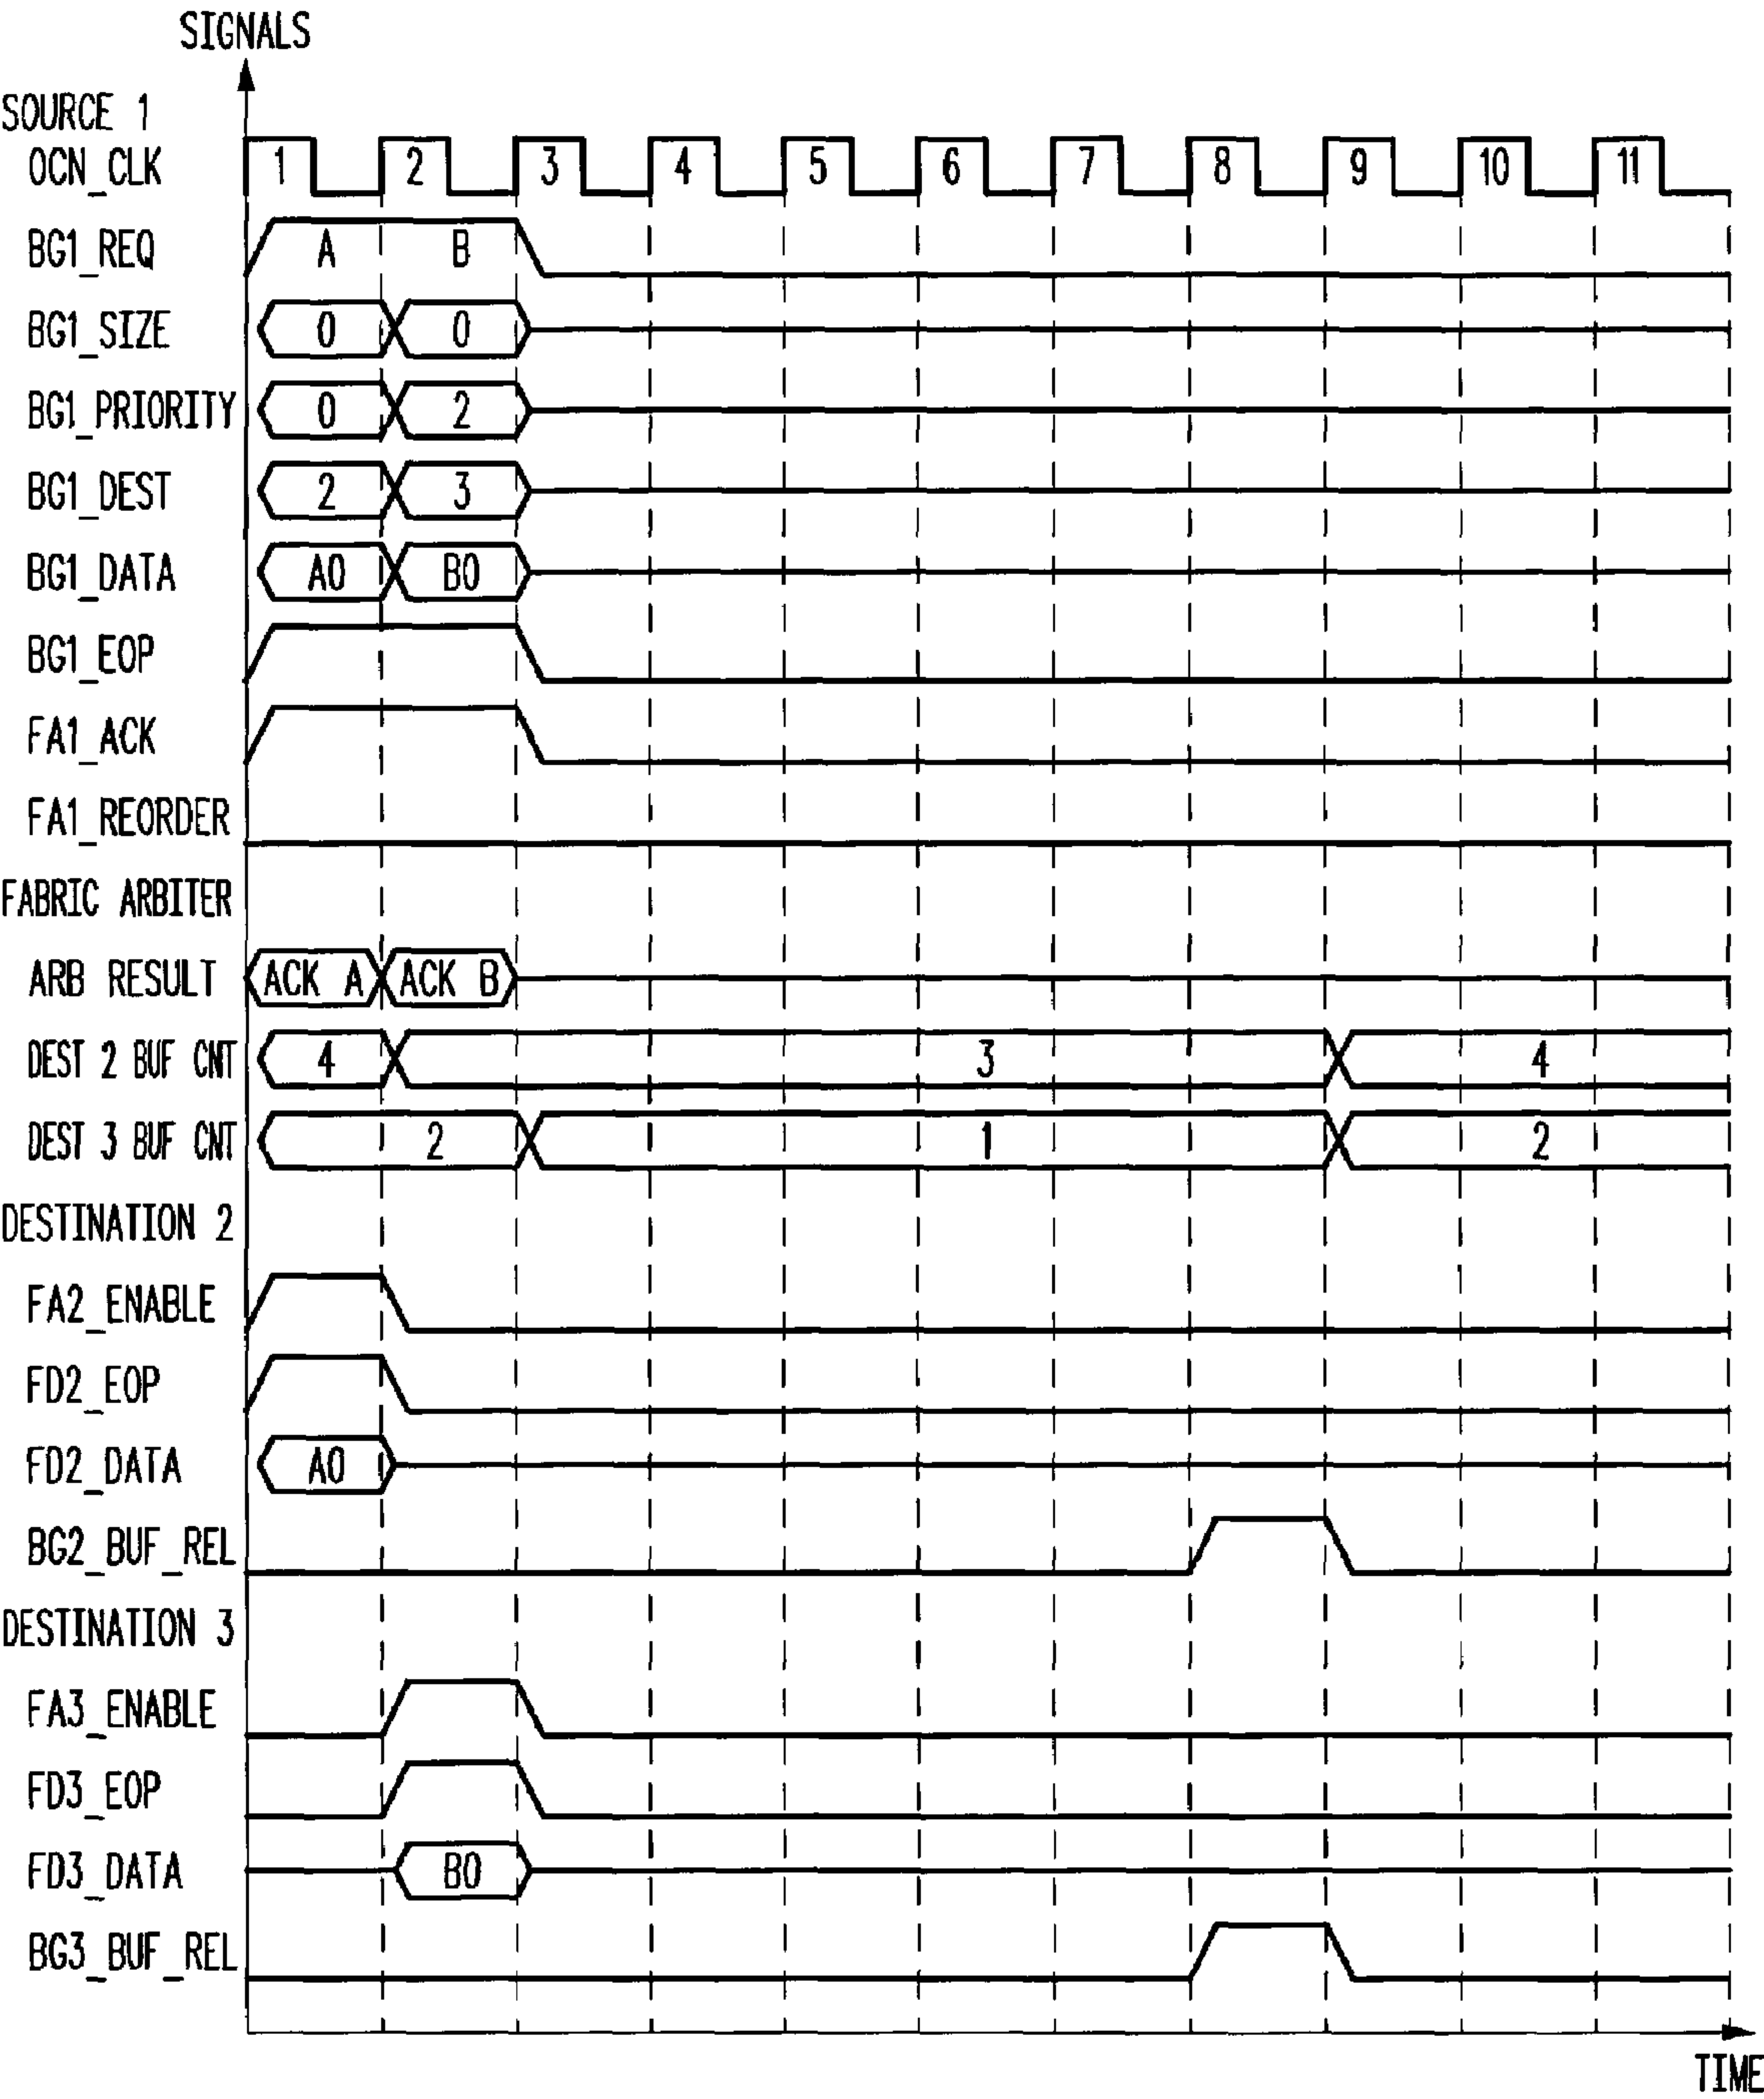 SIGNALS
SOURCE 1
OCN_CLK 1 2 3 4 5 6 7 8 9 10 11
BG1_REQ A B
BG1_SIZE 0 0
BG1_PRIORITY 0 2
BG1_DEST 2 3
BG1_DATA A0 B0
BG1_EOP
FA1_ACK
FA1_REORDER
FABRIC ARBITER
ARB RESULT ACK A ACK B
DEST 2 BUF CNT 4 3 4
DEST 3 BUF CNT 2 1 2
DESTINATION 2
FA2_ENABLE
FD2_EOP
FD2_DATA A0
BG2_BUF_REL
DESTINATION 3
FA3_ENABLE
FD3_EOP
FD3_DATA B0
BG3_BUF_REL
TIME